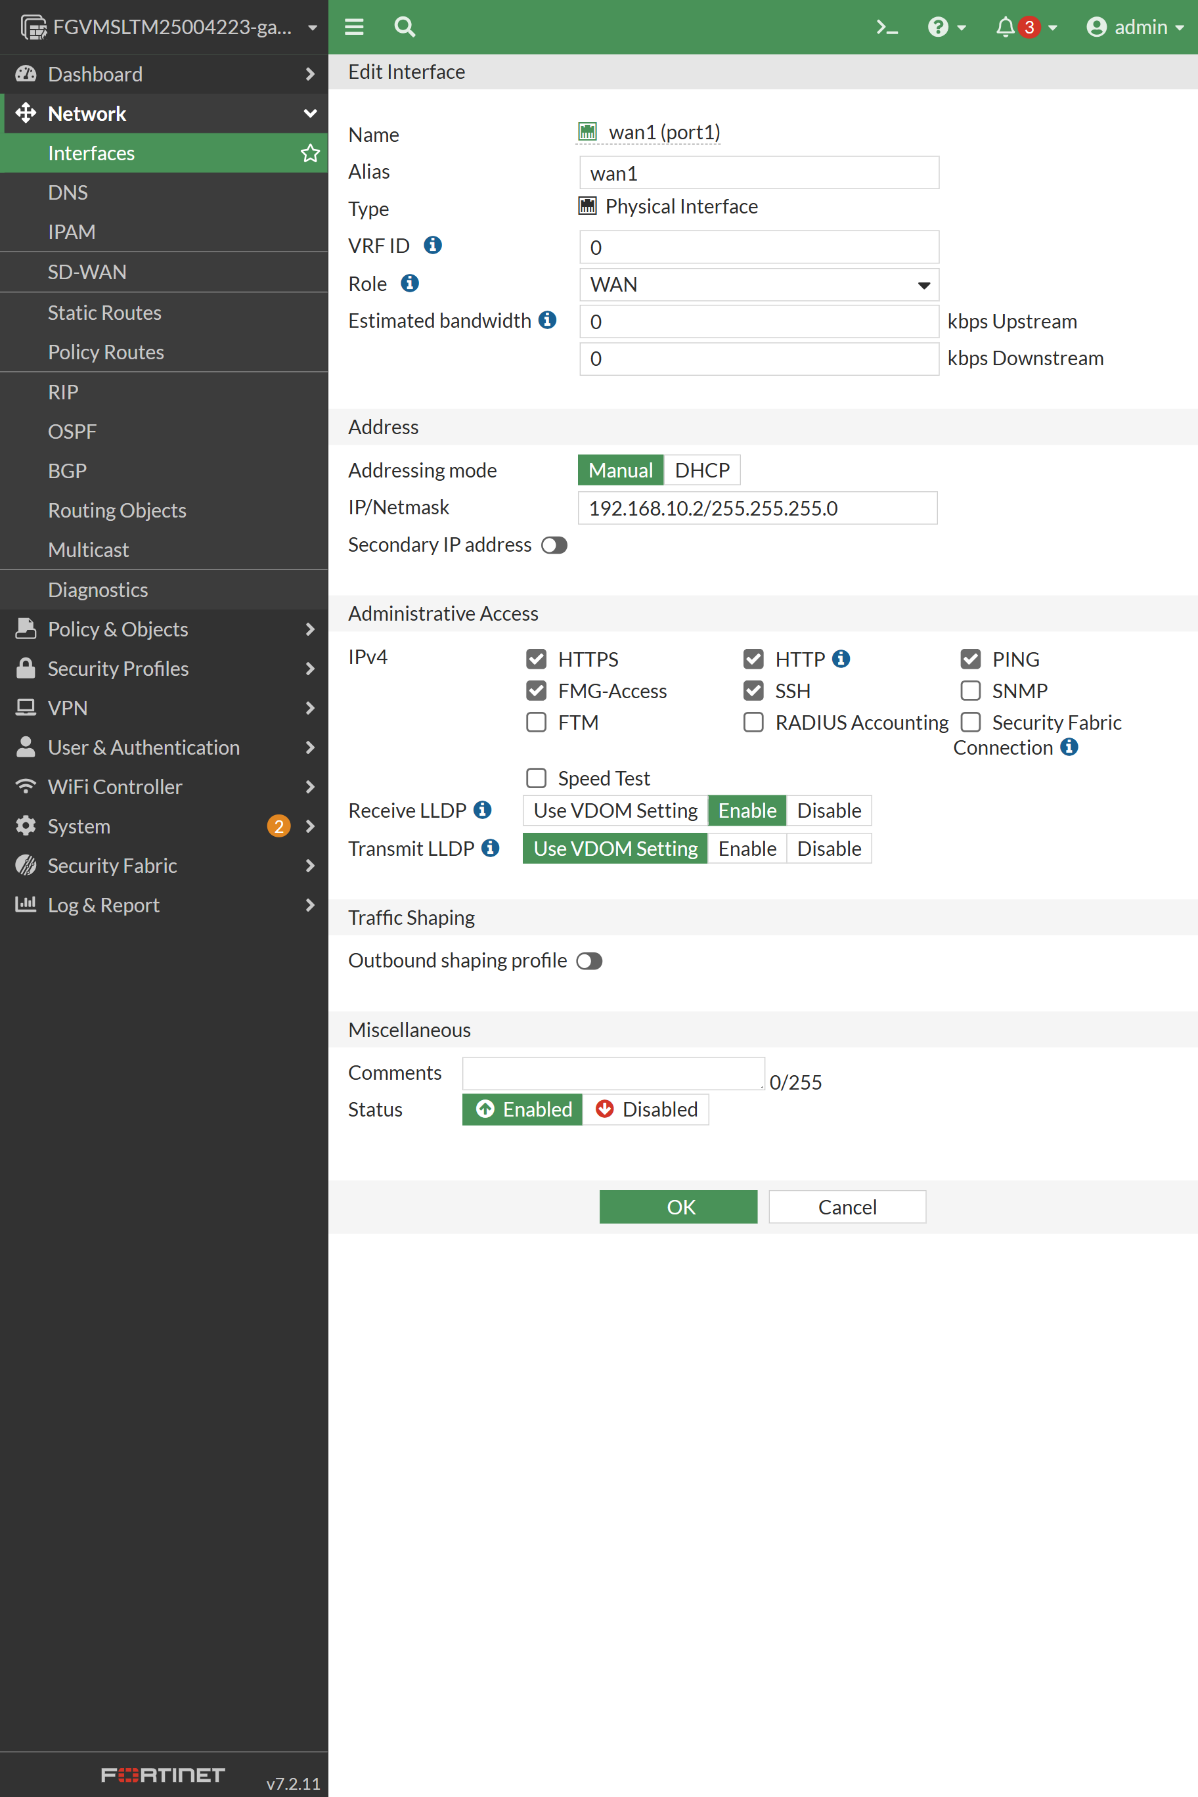 FGVMSLTM25004223-ga...
3
admin
Dashboard
Network
Interfaces
DNS
IPAM
SD-WAN
Static Routes
Policy Routes
RIP
OSPF
BGP
Routing Objects
Multicast
Diagnostics
Policy & Objects
Security Profiles
VPN
User & Authentication
WiFi Controller
System 2
Security Fabric
Log & Report
FORTINET v7.2.11
Edit Interface
Name wan1 (port1)
Alias wan1
Type Physical Interface
VRF ID 0
Role WAN
Estimated bandwidth 0 kbps Upstream
0 kbps Downstream
Address
Addressing mode Manual DHCP
IP/Netmask 192.168.10.2/255.255.255.0
Secondary IP address
Administrative Access
IPv4 HTTPS HTTP PING
FMG-Access SSH SNMP
FTM RADIUS Accounting Security Fabric
Connection
Speed Test
Receive LLDP Use VDOM Setting Enable Disable
Transmit LLDP Use VDOM Setting Enable Disable
Traffic Shaping
Outbound shaping profile
Miscellaneous
Comments 0/255
Status Enabled Disabled
OK Cancel